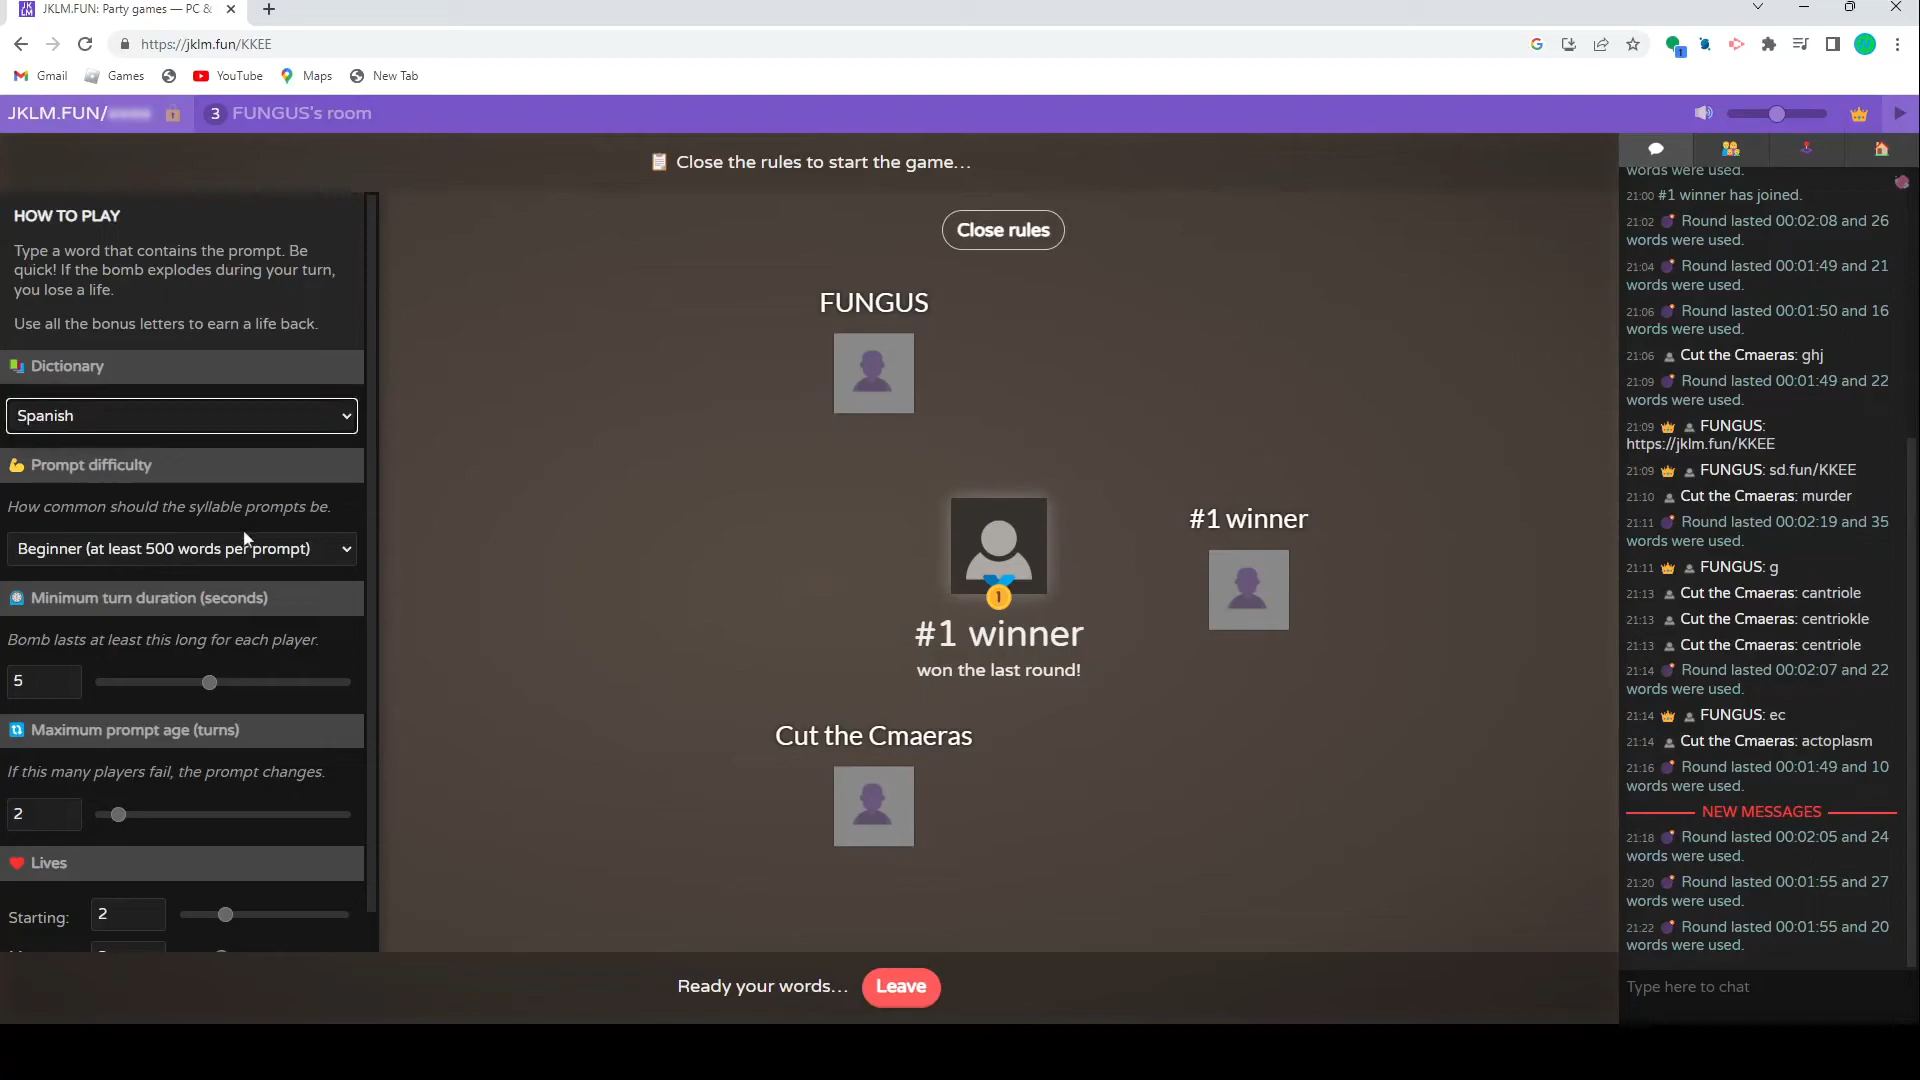 JKLM.FUN: Party games — PC &
https://jklm.fun/KKEE
1
Gmail
Games
YouTube
Maps
New Tab
JKLM.FUN/
3 FUNGUS's room
Close the rules to start the game…
HOW TO PLAY
Type a word that contains the prompt. Be
quick! If the bomb explodes during your turn,
you lose a life.
Use all the bonus letters to earn a life back.
Dictionary
Spanish
Prompt difficulty
How common should the syllable prompts be.
Beginner (at least 500 words per prompt)
Minimum turn duration (seconds)
Bomb lasts at least this long for each player.
5
Maximum prompt age (turns)
If this many players fail, the prompt changes.
2
Lives
Starting: 2
Close rules
FUNGUS
#1 winner
1
#1 winner
won the last round!
Cut the Cmaeras
Ready your words… Leave
words were used.
21:00 #1 winner has joined.
21:02 Round lasted 00:02:08 and 26
words were used.
21:04 Round lasted 00:01:49 and 21
words were used.
21:06 Round lasted 00:01:50 and 16
words were used.
21:06 Cut the Cmaeras: ghj
21:09 Round lasted 00:01:49 and 22
words were used.
21:09 FUNGUS:
https://jklm.fun/KKEE
21:09 FUNGUS: sd.fun/KKEE
21:10 Cut the Cmaeras: murder
21:11 Round lasted 00:02:19 and 35
words were used.
21:11 FUNGUS: g
21:13 Cut the Cmaeras: cantriole
21:13 Cut the Cmaeras: centriokle
21:13 Cut the Cmaeras: centriole
21:14 Round lasted 00:02:07 and 22
words were used.
21:14 FUNGUS: ec
21:14 Cut the Cmaeras: actoplasm
21:16 Round lasted 00:01:49 and 10
words were used.
NEW MESSAGES
21:18 Round lasted 00:02:05 and 24
words were used.
21:20 Round lasted 00:01:55 and 27
words were used.
21:22 Round lasted 00:01:55 and 20
words were used.
Type here to chat